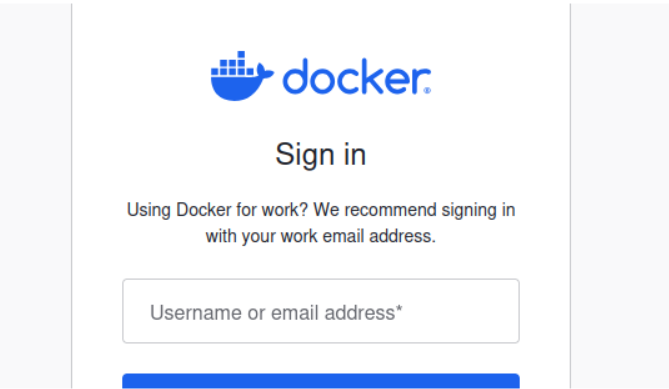 docker
Sign in
Using Docker for work? We recommend signing in
with your work email address.
Username or email address*